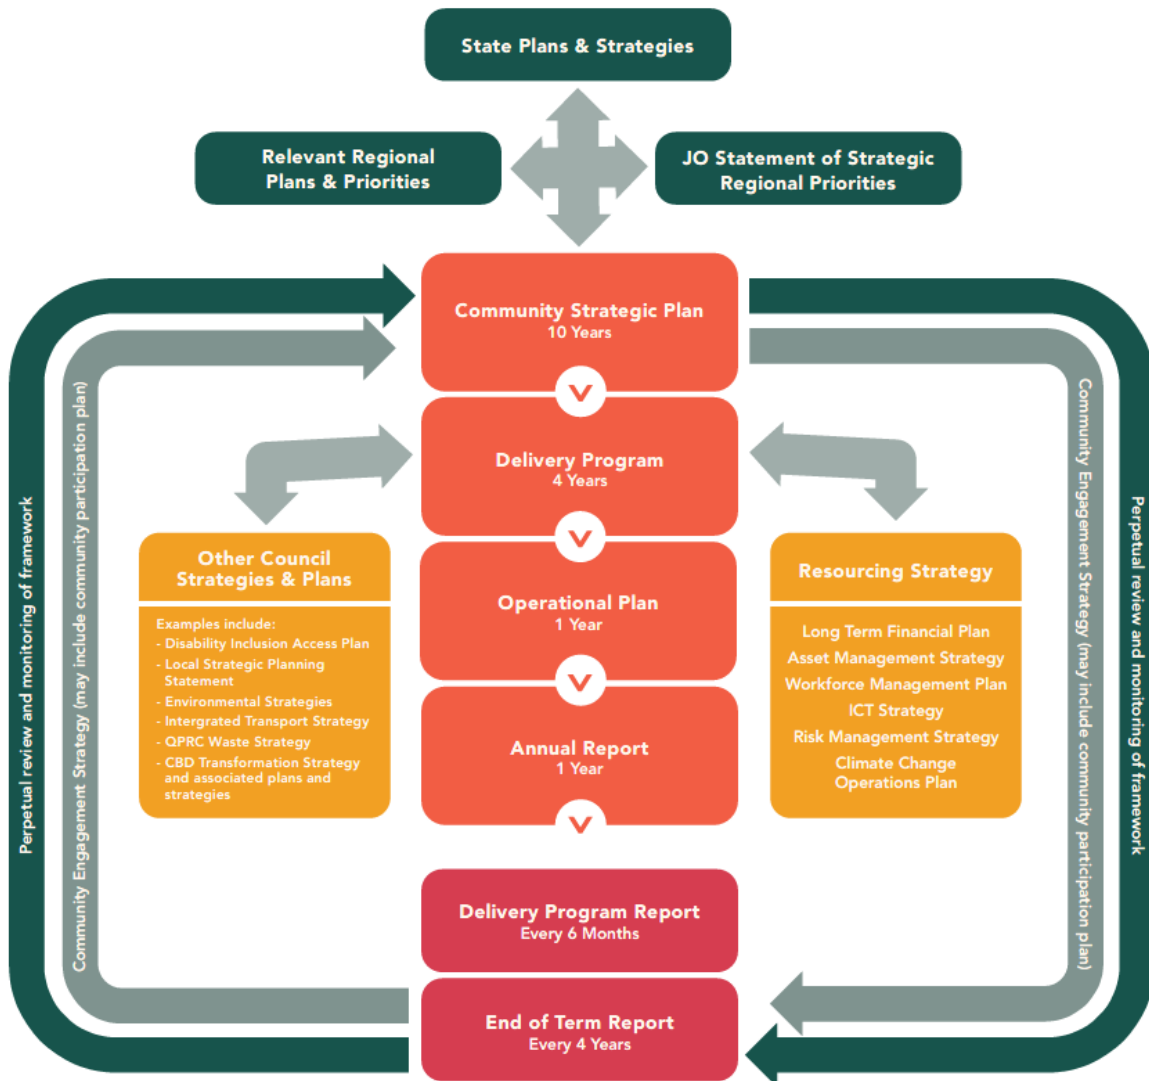 State Plans & Strategies
Relevant Regional
Plans & Priorities
JO Statement of Strategic
Regional Priorities
Community Strategic Plan
10 Years
Delivery Program
4 Years
Operational Plan
1 Year
Annual Report
1 Year
Delivery Program Report
Every 6 Months
End of Term Report
Every 4 Years
Other Council
Strategies & Plans
Examples include:
- Disability Inclusion Access Plan
- Local Strategic Planning
Statement
- Environmental Strategies
- Intergrated Transport Strategy
- QPRC Waste Strategy
- CBD Transformation Strategy
and associated plans and
strategies
Resourcing Strategy
Long Term Financial Plan
Asset Management Strategy
Workforce Management Plan
ICT Strategy
Risk Management Strategy
Climate Change
Operations Plan
Perpetual review and monitoring of framework
Community Engagement Strategy (may include community participation plan)
Community Engagement Strategy (may include community participation plan)
Perpetual review and monitoring of framework